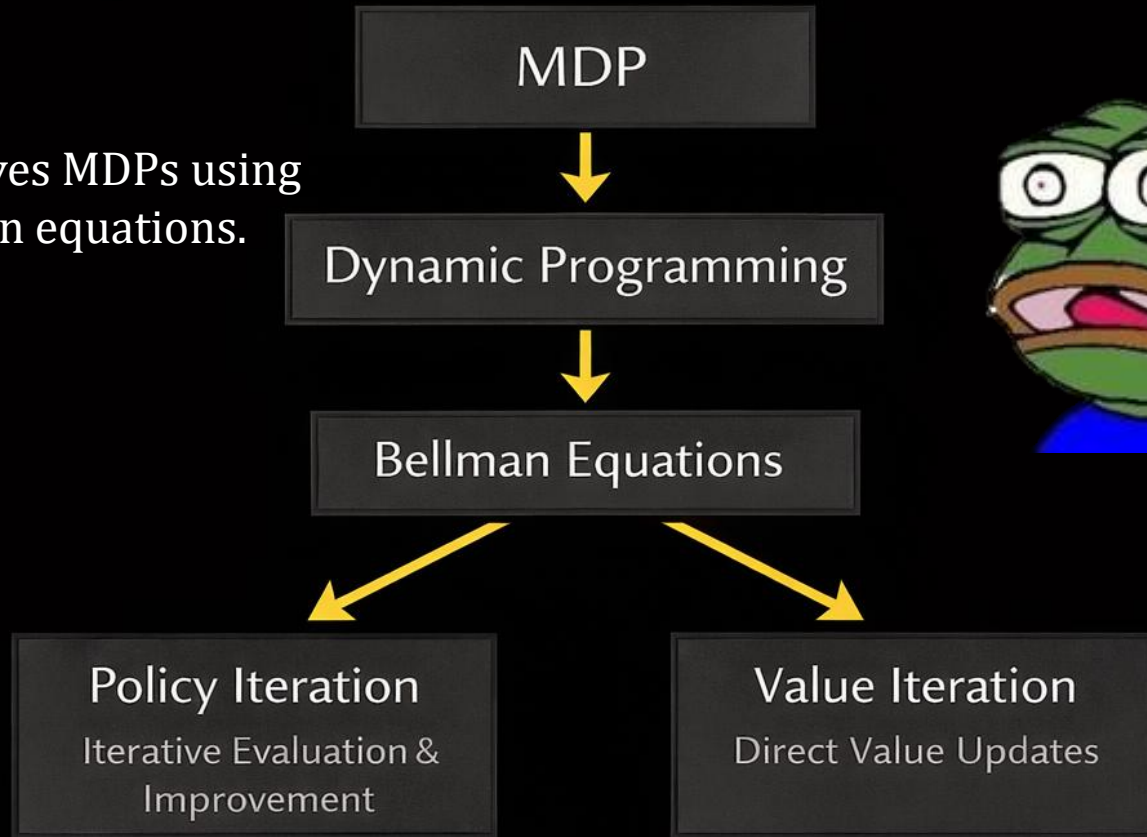 MDP
ves MDPs using
n equations.
Dynamic Programming
Bellman Equations
Policy Iteration
Iterative Evaluation &
Improvement
Value Iteration
Direct Value Updates